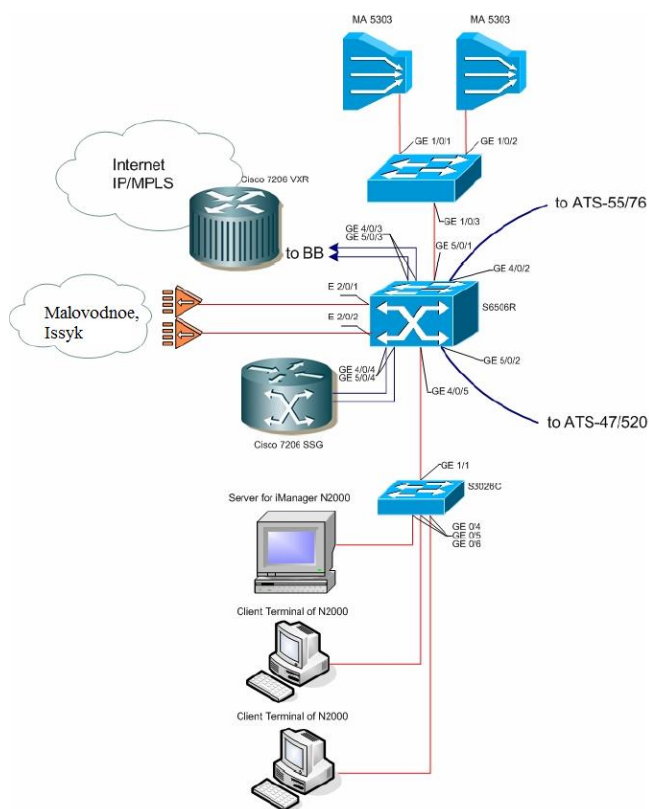 MA 5303
MA 5303
GE 1/0/1
GE 1/0/2
Internet
IP/MPLS
Cisco 7206 VXR
GE 1/0/3
to ATS-55/76
GE 4/0/3
GE 5/0/3
GE 5/0/1
to BB
GE 4/0/2
E 2/0/1
S6506R
Malovodnoe,
Issyk
E 2/0/2
GE 4/0/4
GE 5/0/4
GE 5/0/2
GE 4/0/5
to ATS-47/520
Cisco 7206 SSG
GE 1/1
S3026C
Server for iManager N2000
GE 0/4
GE 0/5
GE 0/6
Client Terminal of N2000
Client Terminal of N2000